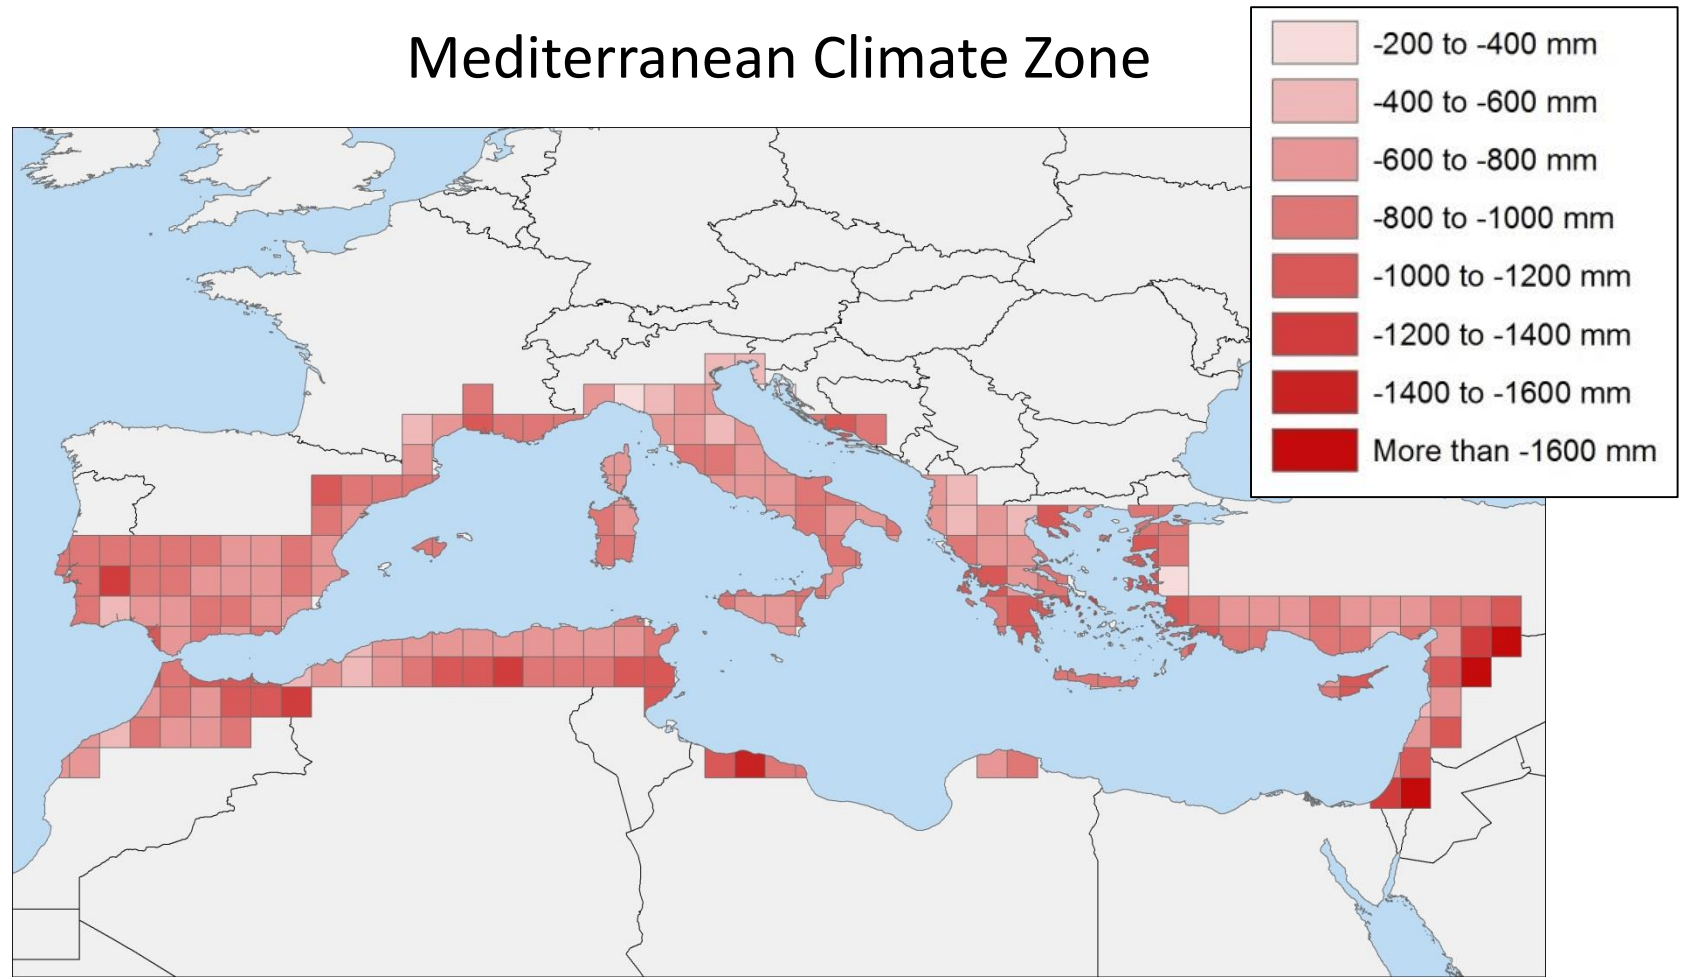 Mediterranean Climate Zone
-200 to -400 mm
-400 to -600 mm
-600 to -800 mm
-800 to -1000 mm
-1000 to -1200 mm
-1200 to -1400 mm
-1400 to -1600 mm
More than -1600 mm